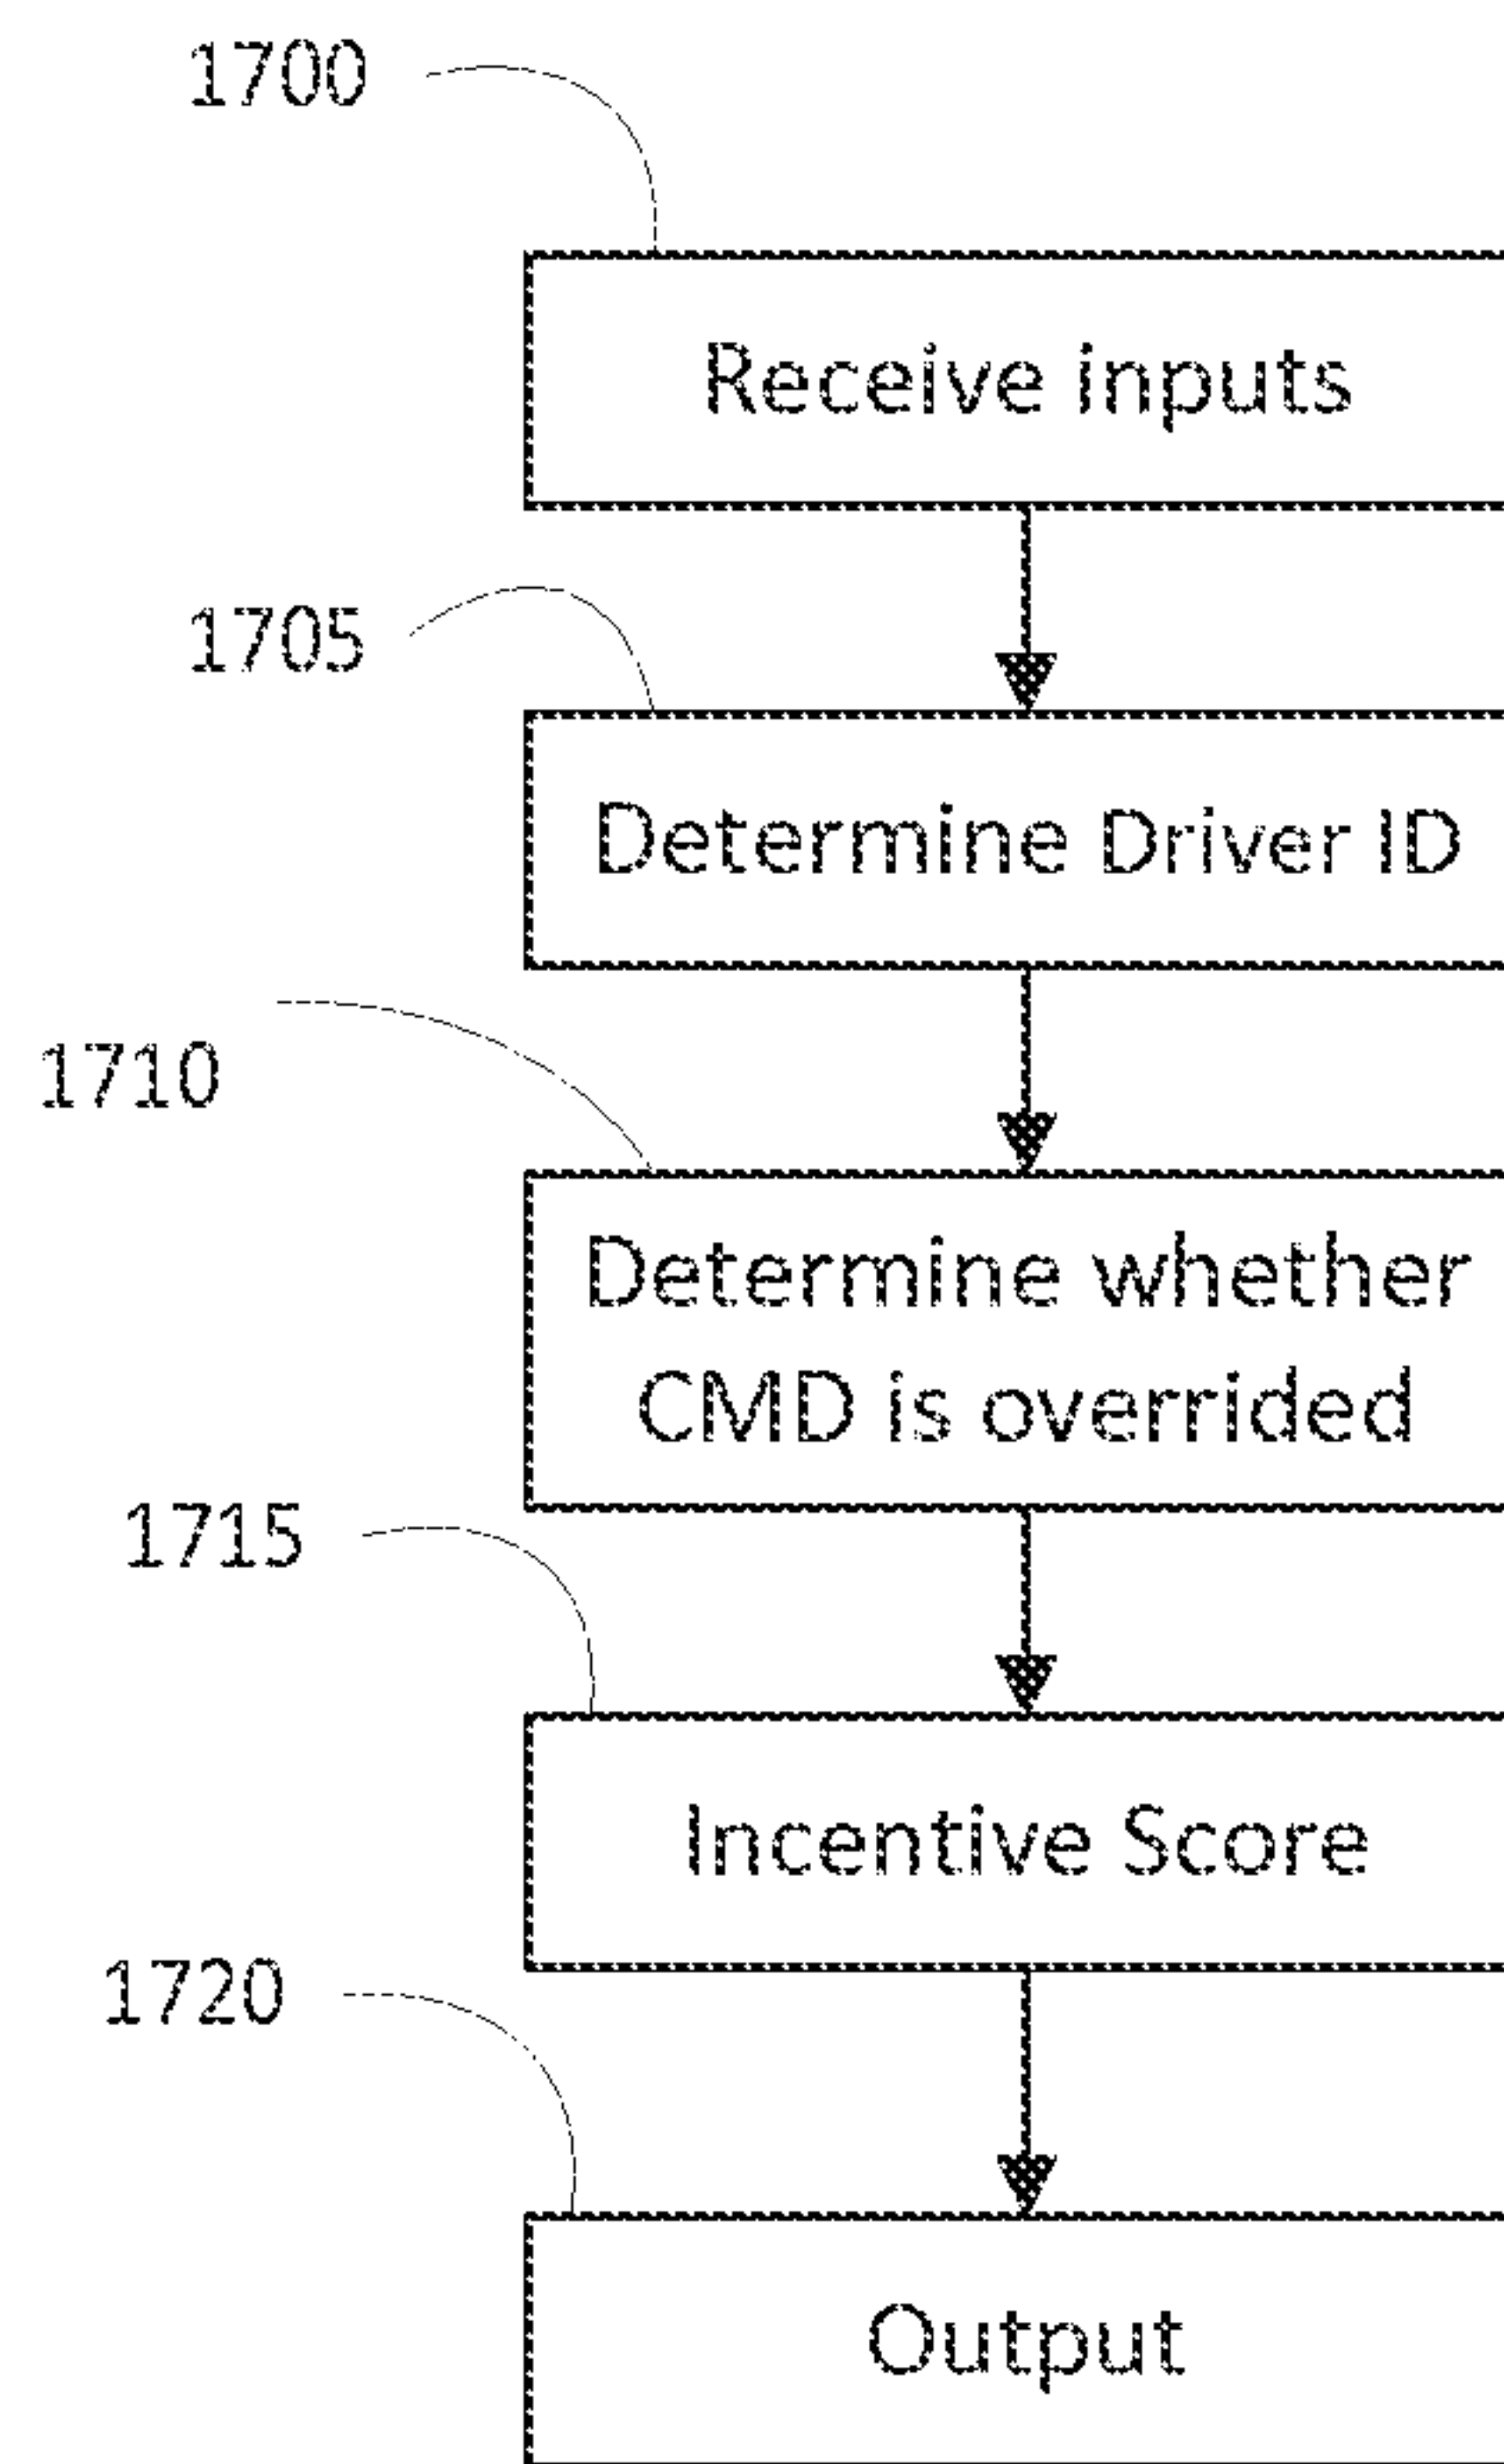 1700
Receive inputs
1705
Determine Driver ID
1710
Determine whether
CMD is overrided
1715
Incentive Score
1720
Output